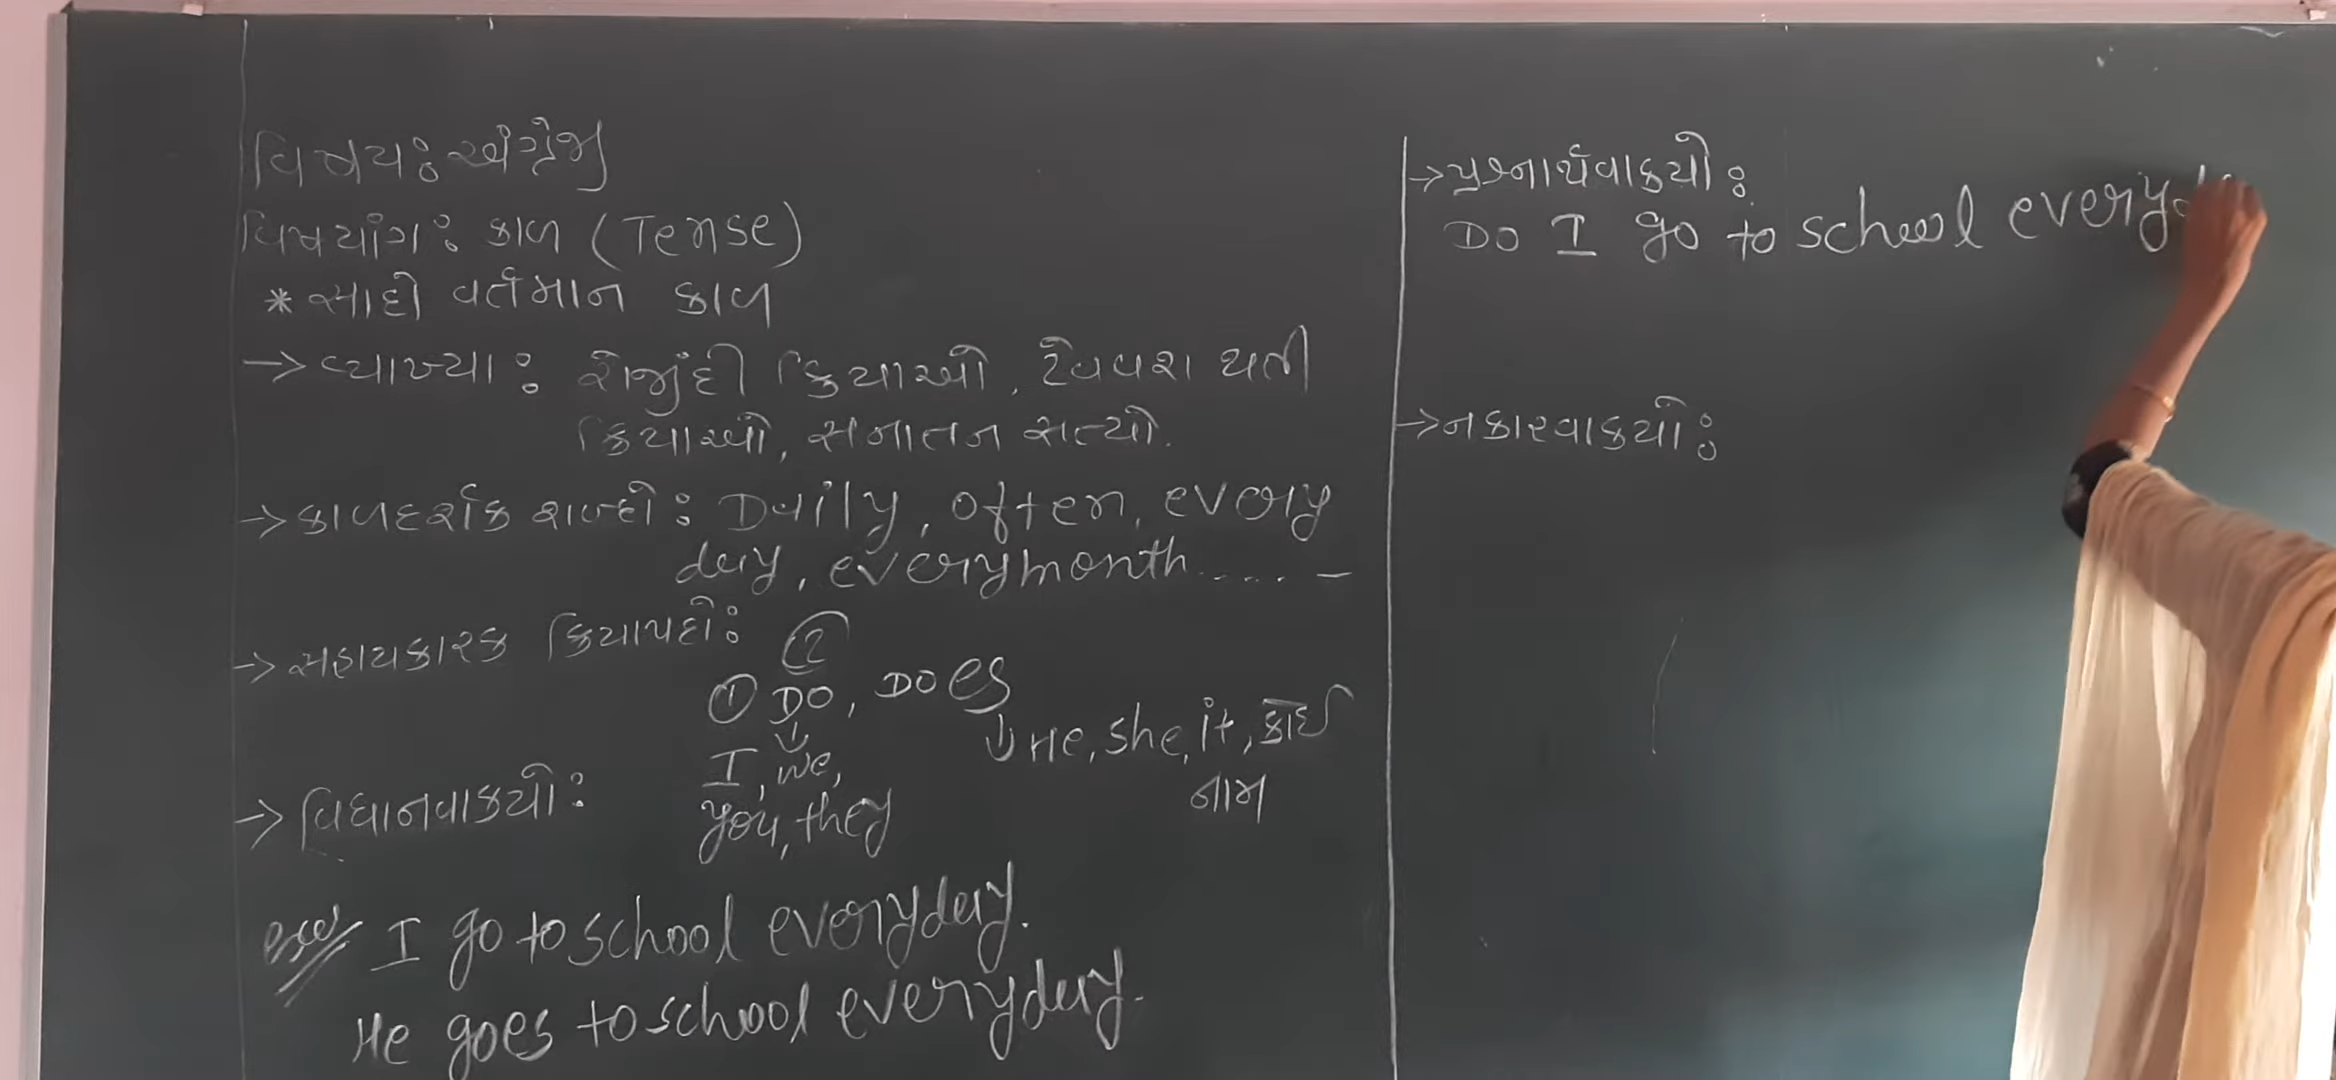 વિષય: અંગ્રેજી
વિષયાંગ: કાળ (Tense)
* સાદો વર્તમાન કાળ
→ વ્યાખ્યા: રોજીંદી ક્રિયાઓ, ટેવવશ થતી
ક્રિયાઓ, સનાતન સત્યો.
→ કાળદર્શક શબ્દો: Daily, often, every
day, everymonth..... -
→ સહાયકારક ક્રિયાપદો: ②
① DO, DOes
↓ ↓ He, she, it, કોઈ
I, we, નામ
you, they
→ વિધાનવાક્યો:
I go to school everyday.
He goes to school everyday.
→ પ્રશ્નાર્થવાક્યો:
DO I go to school every
→ નકારવાક્યો: